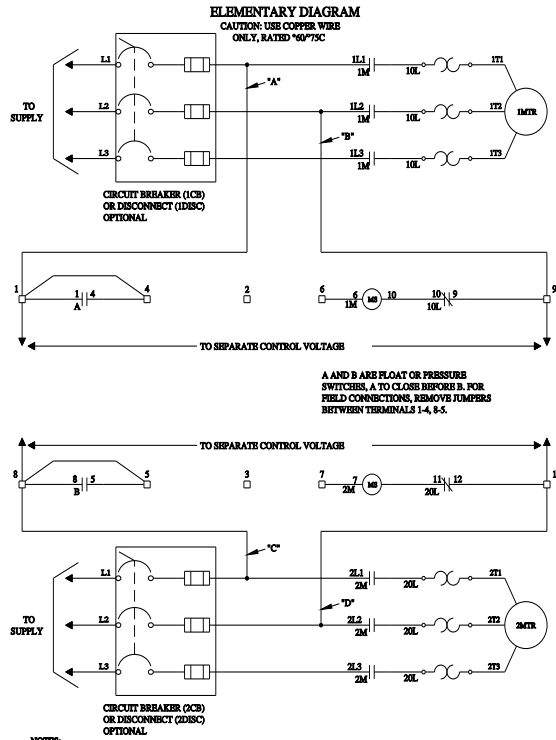 ELEMENTARY DIAGRAM
CAUTION: USE COPPER WIRE
ONLY, RATED °60/°75C
L1
1L1
1M
10L
1T1
"A"
TO
SUPPLY
L2
1L2
1M
10L
1T2
1MTR
"B"
L3
1L3
1M
10L
1T3
CIRCUIT BREAKER (1CB)
OR DISCONNECT (1DISC)
OPTIONAL
1
1 4
A
4
2
6
6
1M
MS
10
10 9
10L
9
TO SEPARATE CONTROL VOLTAGE
A AND B ARE FLOAT OR PRESSURE
SWITCHES, A TO CLOSE BEFORE B. FOR
FIELD CONNECTIONS, REMOVE JUMPERS
BETWEEN TERMINALS 1-4, 8-5.
TO SEPARATE CONTROL VOLTAGE
8
8 5
B
5
3
7
7
2M
MS
11 12
20L
1
"C"
L1
2L1
2M
20L
2T1
"D"
TO
SUPPLY
L2
2L2
2M
20L
2T2
2MTR
L3
2L3
2M
20L
2T3
CIRCUIT BREAKER (2CB)
OR DISCONNECT (2DISC)
OPTIONAL
NOTES: